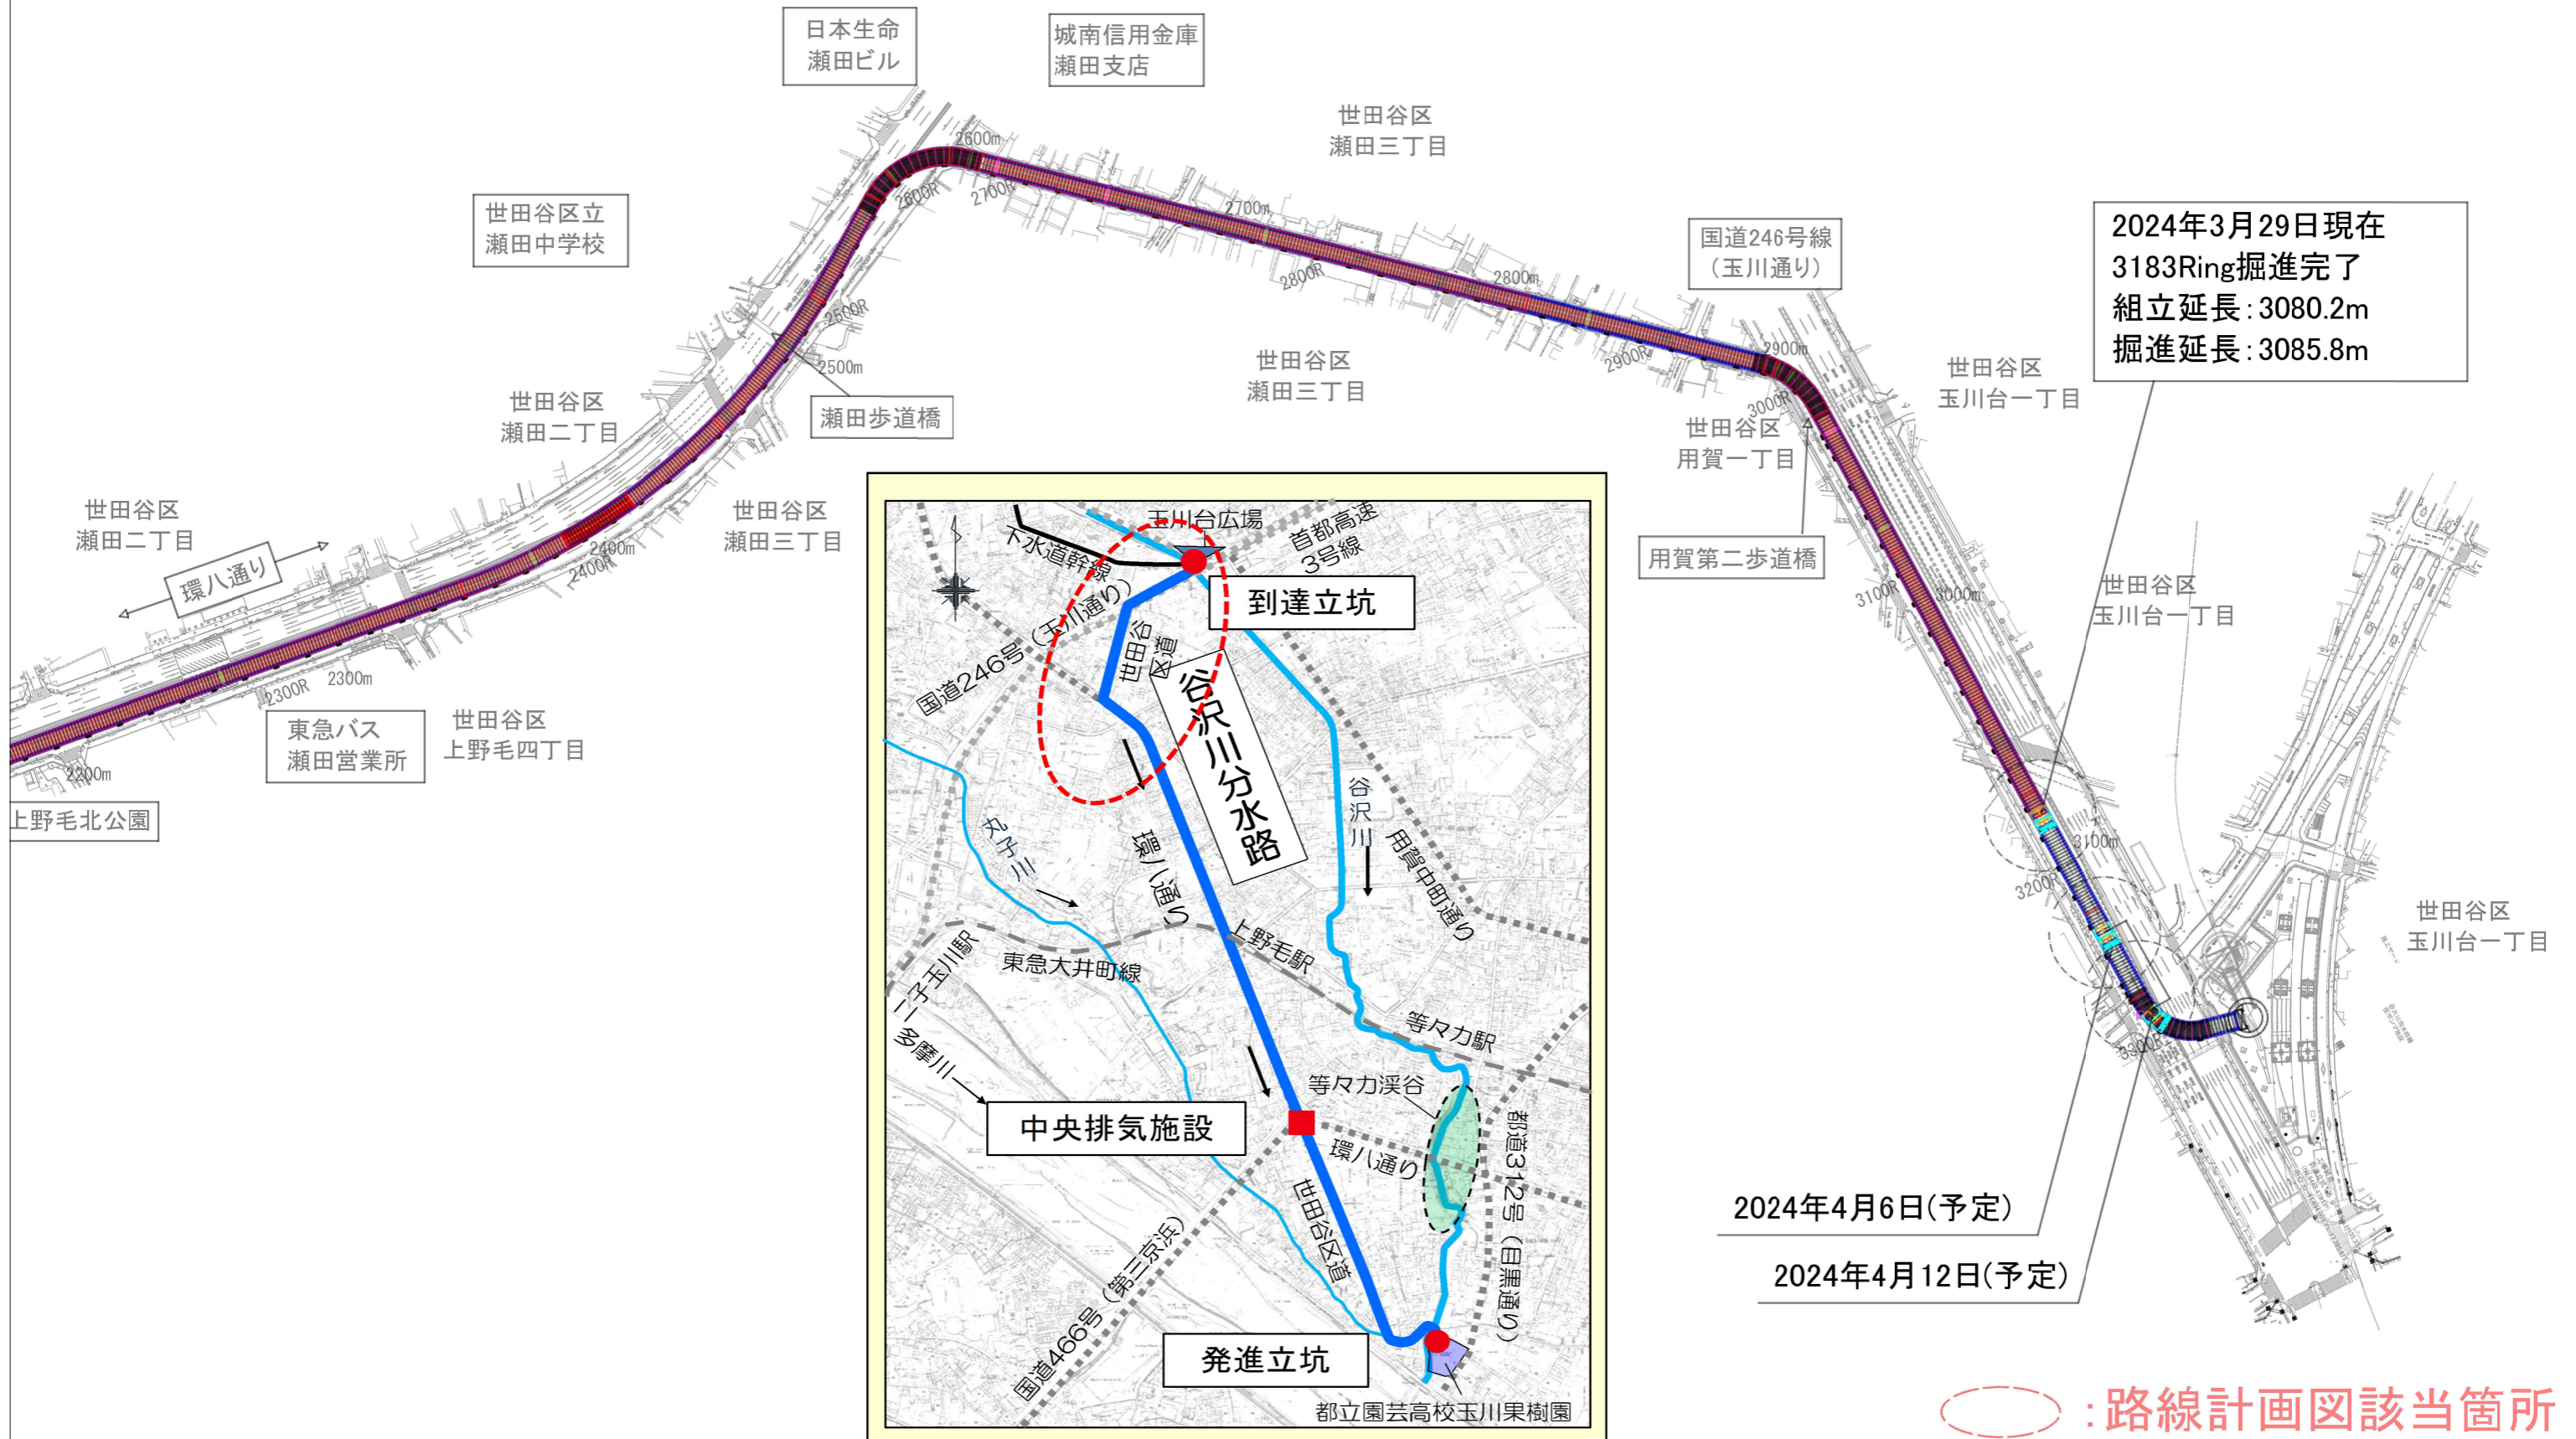 日本生命
瀬田ビル
城南信用金庫
瀬田支店
世田谷区
瀬田三丁目
世田谷区立
瀬田中学校
2600m
2600R
2700R
2700m
2800R
2800m
国道246号線
(玉川通り)
2024年3月29日現在
3183Ring掘進完了
組立延長:3080.2m
掘進延長:3085.8m
2500R
2500m
瀬田歩道橋
世田谷区
瀬田二丁目
世田谷区
瀬田三丁目
2900R
2900m
3000R
世田谷区
用賀一丁目
世田谷区
玉川台一丁目
世田谷区
瀬田二丁目
環八通り
世田谷区
瀬田三丁目
2400m
2400R
2300R
2300m
2200m
東急バス
瀬田営業所
世田谷区
上野毛四丁目
上野毛北公園
用賀第二歩道橋
3100R
3000m
世田谷区
玉川台一丁目
3100m
3200R
3300R
世田谷区
玉川台一丁目
2024年4月6日(予定)
2024年4月12日(予定)
玉川台広場
下水道幹線
首都高速
3号線
到達立坑
国道246号(玉川通り)
世田谷
区道
谷沢川分水路
谷沢川
丸子川
環八通り
用賀中町通り
上野毛駅
東急大井町線
二子玉川駅
多摩川
等々力駅
等々力渓谷
中央排気施設
環八通り
都道312号(目黒通り)
世田谷区道
国道466号(第三京浜)
発進立坑
都立園芸高校玉川果樹園
:路線計画図該当箇所